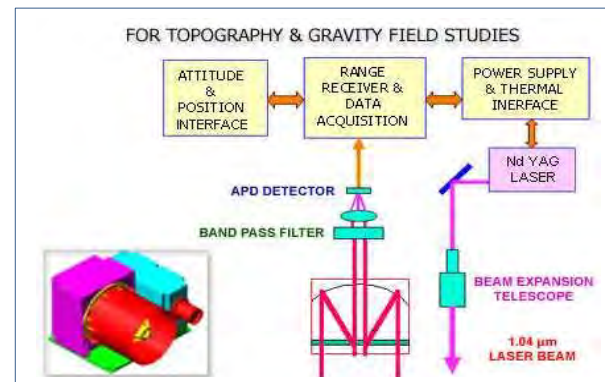 FOR TOPOGRAPHY & GRAVITY FIELD STUDIES
ATTITUDE
&
POSITION
INTERFACE
RANGE
RECEIVER &
DATA
ACQUISITION
POWER SUPPLY
& THERMAL
INERFACE
Nd YAG
LASER
APD DETECTOR
BAND PASS FILTER
BEAM EXPANSION
TELESCOPE
1.04 µm
LASER BEAM